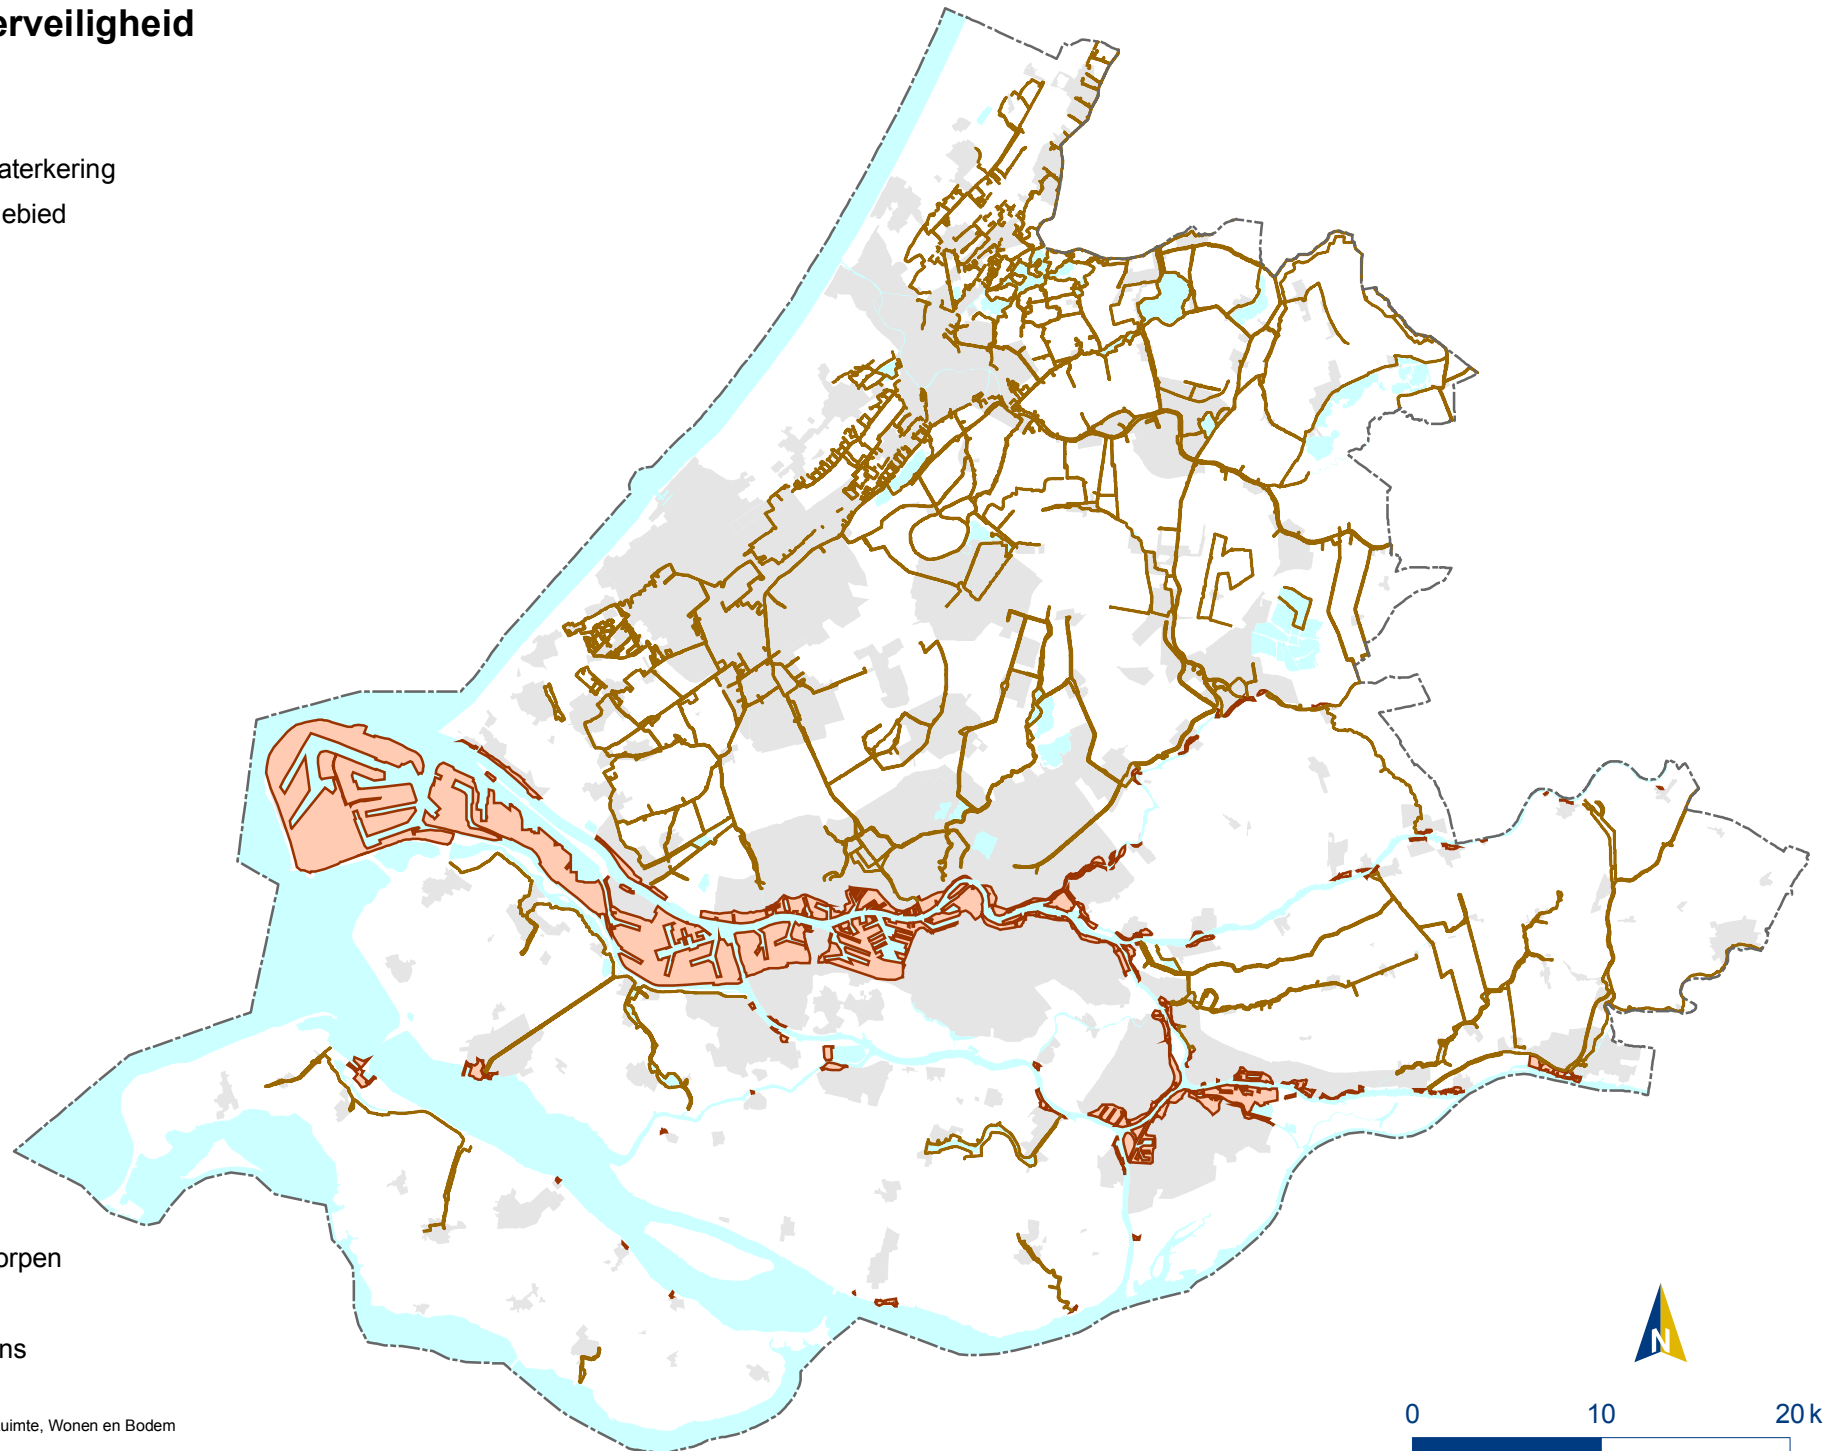 erveiligheid
aterkering
ebied
orpen
ns
uimte, Wonen en Bodem
N
0 10 20 k